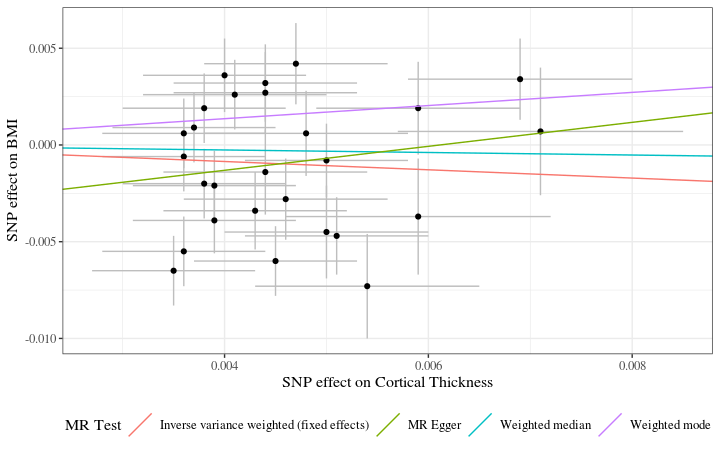 SNP effect on BMI
0.005
0.000
-0.005
-0.010
0.004 0.006 0.008
SNP effect on Cortical Thickness
MR Test Inverse variance weighted (fixed effects) MR Egger Weighted median Weighted mode